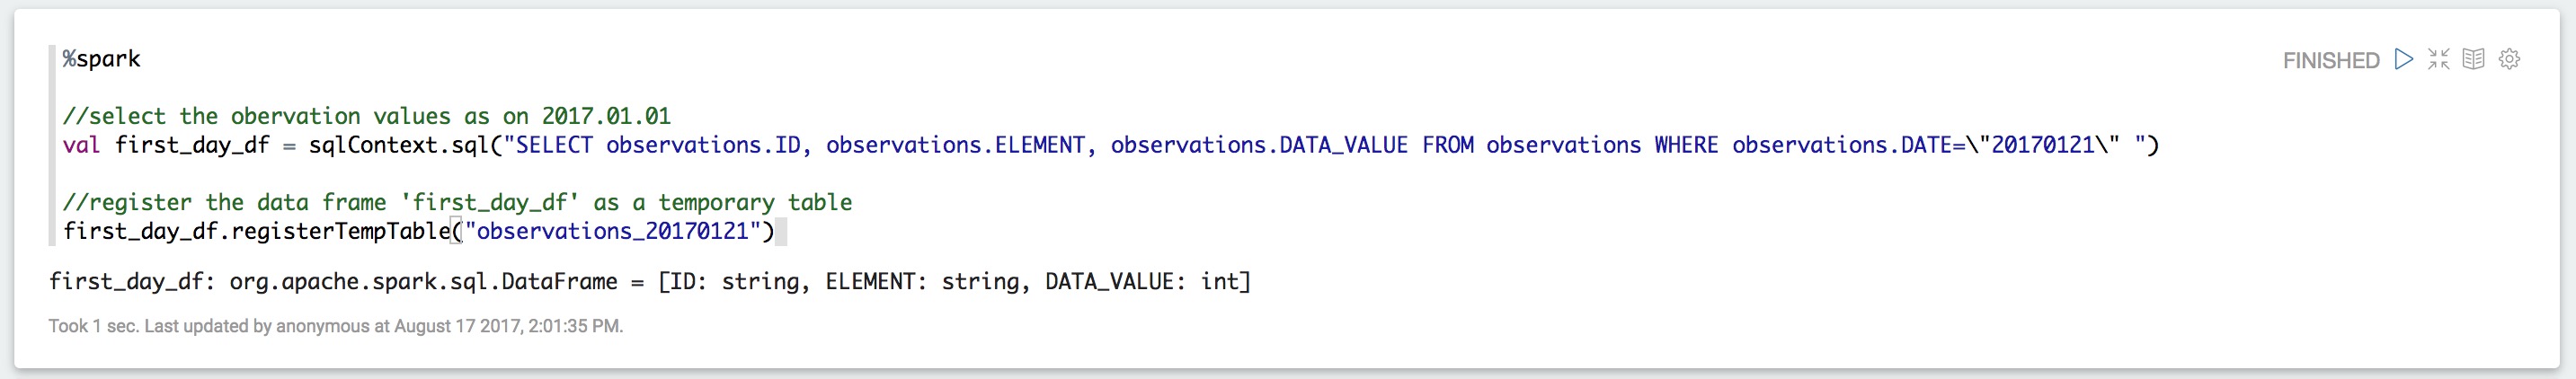 %spark
FINISHED
//select the obervation values as on 2017.01.01
val first_day_df = sqlContext.sql("SELECT observations.ID, observations.ELEMENT, observations.DATA_VALUE FROM observations WHERE observations.DATE=\"20170121\" ")
//register the data frame 'first_day_df' as a temporary table
first_day_df.registerTempTable("observations_20170121")
first_day_df: org.apache.spark.sql.DataFrame = [ID: string, ELEMENT: string, DATA_VALUE: int]
Took 1 sec. Last updated by anonymous at August 17 2017, 2:01:35 PM.